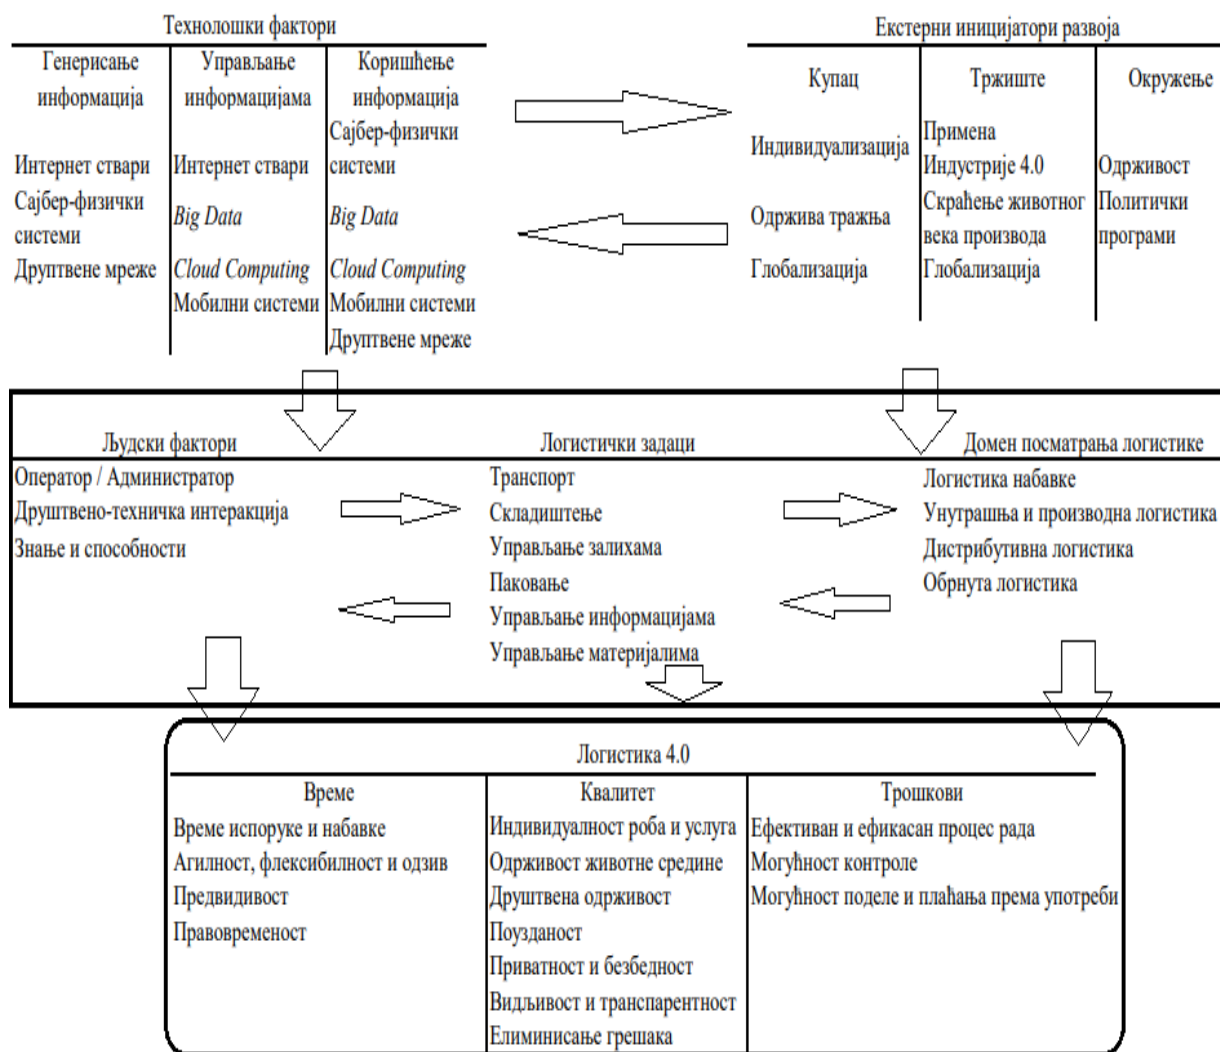 Технолошки фактори
Генерисање
информација
Интернет ствари
Сајбер-физички
системи
Друптвене мреже
Управљање
информацијама
Интернет ствари
Big Data
Cloud Computing
Мобилни системи
Коришћење
информација
Сајбер-физички
системи
Big Data
Cloud Computing
Мобилни системи
Друптвене мреже
Екстерни иницијатори развоја
Купац
Индивидуализација
Одржива тражња
Глобализација
Тржиште
Примена
Индустрије 4.0
Скраћење животног
века производа
Глобализација
Окружење
Одрживост
Политички
програми
Људски фактори
Оператор / Администратор
Друштвено-техничка интеракција
Знање и способности
Логистички задаци
Транспорт
Складиштење
Управљање залихама
Паковање
Управљање информацијама
Управљање материјалима
Домен посматрања логистике
Логистика набавке
Унутрашња и производна логистика
Дистрибутивна логистика
Обрнута логистика
Логистика 4.0
Време
Време испоруке и набавке
Агилност, флексибилност и одзив
Предвидивост
Правовременост
Квалитет
Индивидуалност роба и услуга
Одрживост животне средине
Друштвена одрживост
Поузданост
Приватност и безбедност
Видљивост и транспарентност
Елиминисање грешака
Трошкови
Ефективан и ефикасан процес рада
Могућност контроле
Могућност поделе и плаћања према употреби